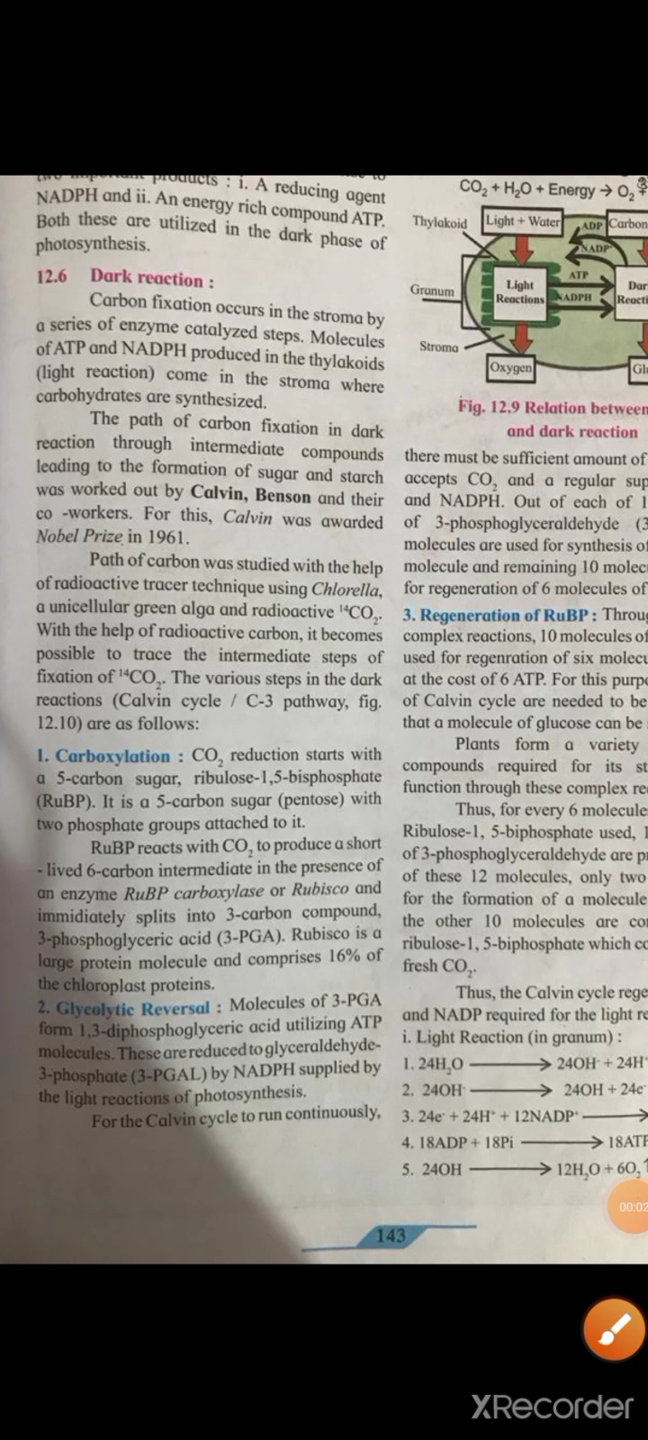 products : i. A reducing agent
NADPH and ii. An energy rich compound ATP.
Both these are utilized in the dark phase of
photosynthesis.
12.6 Dark reaction :
Carbon fixation occurs in the stroma by
a series of enzyme catalyzed steps. Molecules
of ATP and NADPH produced in the thylakoids
(light reaction) come in the stroma where
carbohydrates are synthesized.
The path of carbon fixation in dark
reaction through intermediate compounds
leading to the formation of sugar and starch
was worked out by Calvin, Benson and their
co -workers. For this, Calvin was awarded
Nobel Prize in 1961.
Path of carbon was studied with the help
of radioactive tracer technique using Chlorella,
a unicellular green alga and radioactive ¹⁴CO₂.
With the help of radioactive carbon, it becomes
possible to trace the intermediate steps of
fixation of ¹⁴CO₂. The various steps in the dark
reactions (Calvin cycle / C-3 pathway, fig.
12.10) are as follows:
1. Carboxylation : CO₂ reduction starts with
a 5-carbon sugar, ribulose-1,5-bisphosphate
(RuBP). It is a 5-carbon sugar (pentose) with
two phosphate groups attached to it.
RuBP reacts with CO₂ to produce a short
- lived 6-carbon intermediate in the presence of
an enzyme RuBP carboxylase or Rubisco and
immidiately splits into 3-carbon compound,
3-phosphoglyceric acid (3-PGA). Rubisco is a
large protein molecule and comprises 16% of
the chloroplast proteins.
2. Glycolytic Reversal : Molecules of 3-PGA
form 1,3-diphosphoglyceric acid utilizing ATP
molecules. These are reduced to glyceraldehyde-
3-phosphate (3-PGAL) by NADPH supplied by
the light reactions of photosynthesis.
For the Calvin cycle to run continuously,
CO₂ + H₂O + Energy → O₂ +
Thylakoid
Light + Water
ADP
Carbon
NADP
Granum
Light
Reactions
ATP
NADPH
Dar
Reacti
Stroma
Oxygen
Gl
Fig. 12.9 Relation between
and dark reaction
there must be sufficient amount of
accepts CO₂ and a regular sup
and NADPH. Out of each of 1
of 3-phosphoglyceraldehyde (3
molecules are used for synthesis of
molecule and remaining 10 molec
for regeneration of 6 molecules of
3. Regeneration of RuBP : Throug
complex reactions, 10 molecules of
used for regenration of six molecu
at the cost of 6 ATP. For this purp
of Calvin cycle are needed to be
that a molecule of glucose can be
Plants form a variety
compounds required for its st
function through these complex re
Thus, for every 6 molecule
Ribulose-1, 5-biphosphate used, 1
of 3-phosphoglyceraldehyde are p
of these 12 molecules, only two
for the formation of a molecule
the other 10 molecules are co
ribulose-1, 5-biphosphate which co
fresh CO₂.
Thus, the Calvin cycle rege
and NADP required for the light re
i. Light Reaction (in granum) :
1. 24H₂O ⟶ 24OH⁻ + 24H⁺
2. 24OH⁻ ⟶ 24OH + 24e⁻
3. 24e⁻ + 24H⁺ + 12NADP⁺ ⟶
4. 18ADP + 18Pi ⟶ 18ATP
5. 24OH ⟶ 12H₂O + 6O₂↑
143
00:02
XRecorder